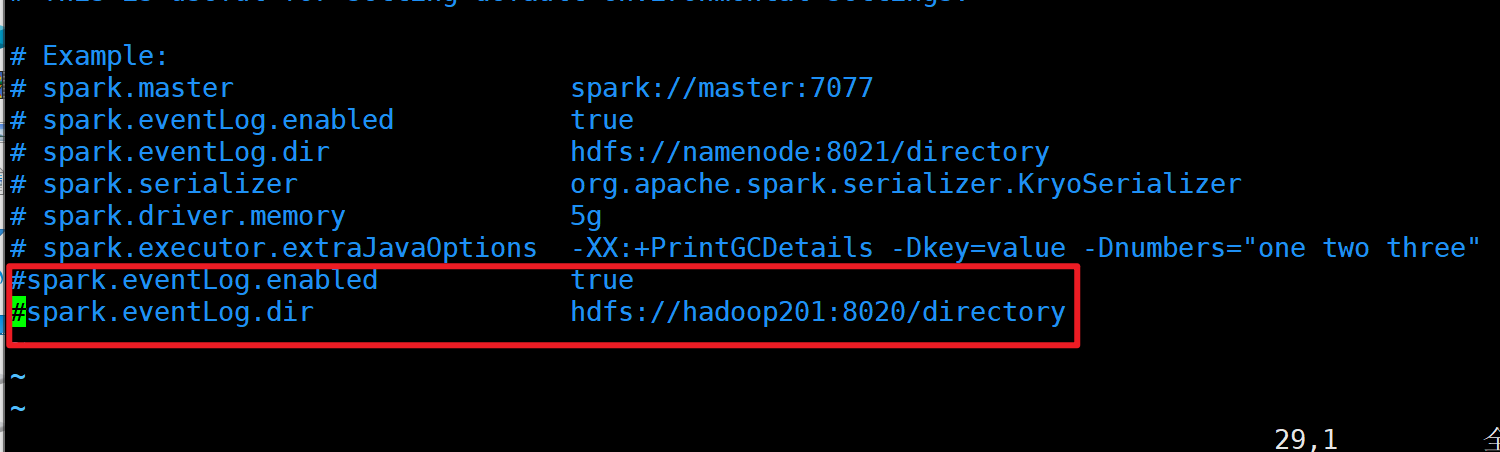 # This is useful for setting default environmental settings.
# Example:
# spark.master spark://master:7077
# spark.eventLog.enabled true
# spark.eventLog.dir hdfs://namenode:8021/directory
# spark.serializer org.apache.spark.serializer.KryoSerializer
# spark.driver.memory 5g
# spark.executor.extraJavaOptions -XX:+PrintGCDetails -Dkey=value -Dnumbers="one two three"
#spark.eventLog.enabled true
#spark.eventLog.dir hdfs://hadoop201:8020/directory
~
~
29,1 全